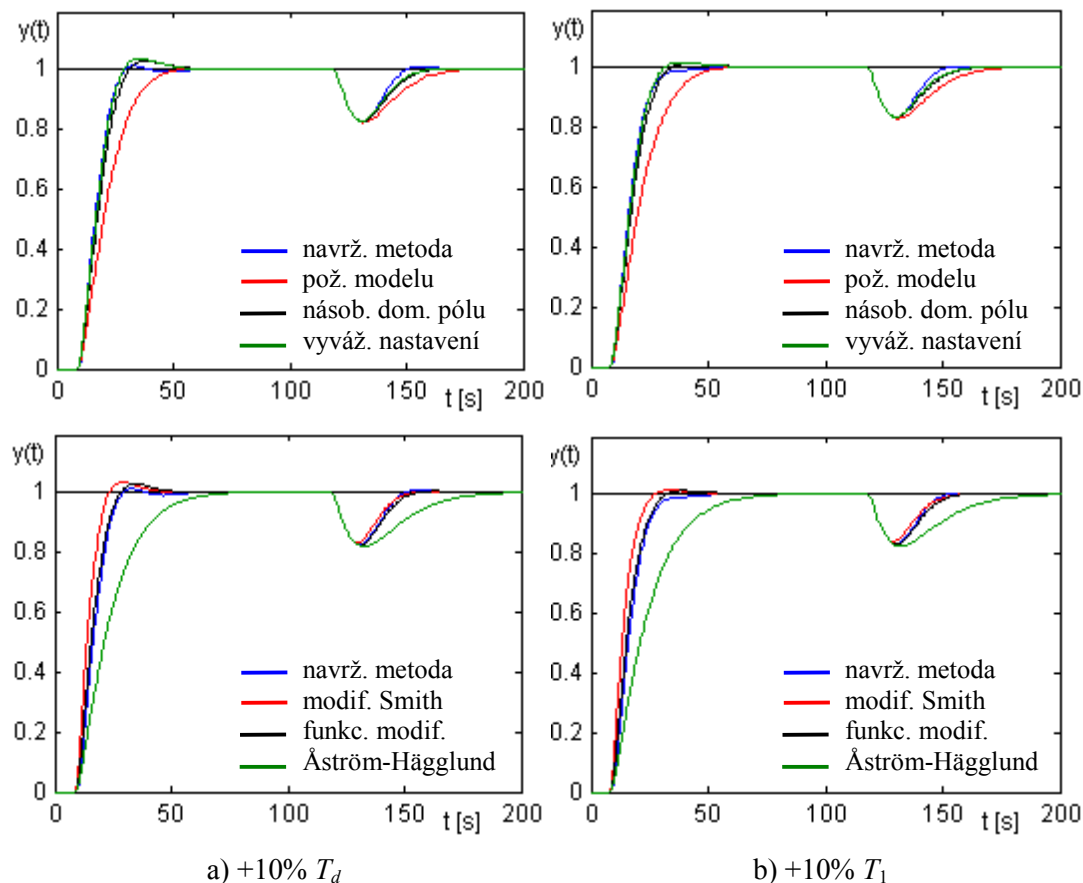 y(t)
1
0.8
0.6
0.4
0.2
0
navrž. metoda
pož. modelu
násob. dom. pólu
vyváž. nastavení
0 50 100 150 200
t [s]
y(t)
1
0.8
0.6
0.4
0.2
0
navrž. metoda
pož. modelu
násob. dom. pólu
vyváž. nastavení
0 50 100 150 200
t [s]
y(t)
1
0.8
0.6
0.4
0.2
0
navrž. metoda
modif. Smith
funkc. modif.
Åström-Hägglund
0 50 100 150 200
t [s]
y(t)
1
0.8
0.6
0.4
0.2
0
navrž. metoda
modif. Smith
funkc. modif.
Åström-Hägglund
0 50 100 150 200
t [s]
a) +10% T_d
b) +10% T_1